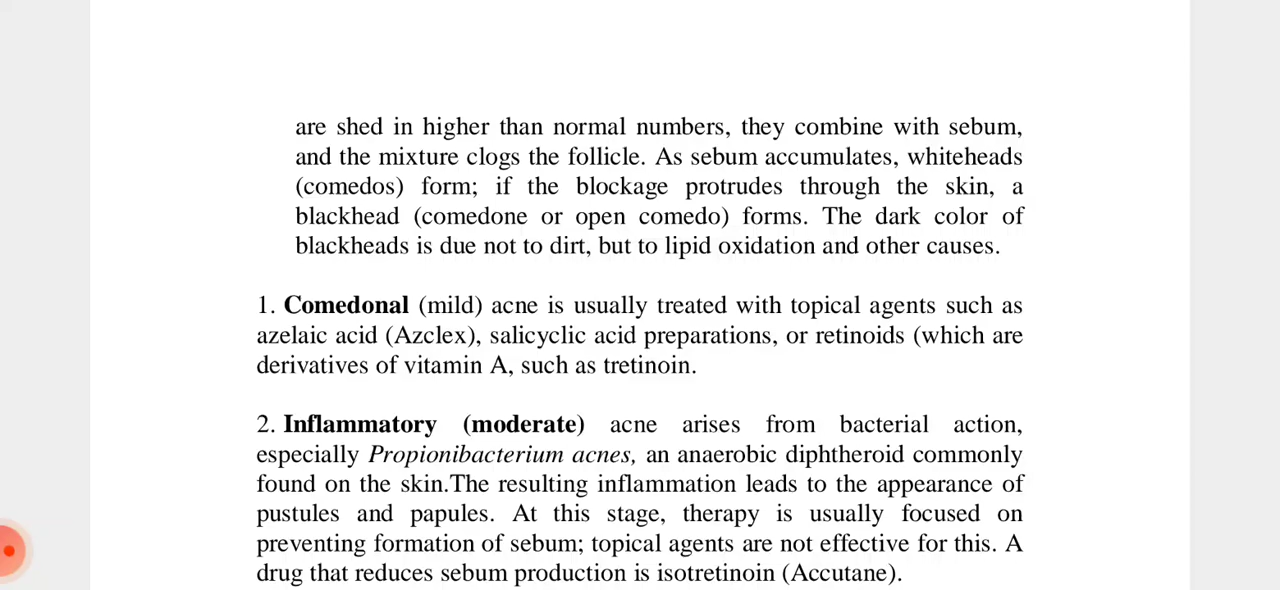 are shed in higher than normal numbers, they combine with sebum,
and the mixture clogs the follicle. As sebum accumulates, whiteheads
(comedos) form; if the blockage protrudes through the skin, a
blackhead (comedone or open comedo) forms. The dark color of
blackheads is due not to dirt, but to lipid oxidation and other causes.
1. Comedonal (mild) acne is usually treated with topical agents such as
azelaic acid (Azclex), salicyclic acid preparations, or retinoids (which are
derivatives of vitamin A, such as tretinoin.
2. Inflammatory (moderate) acne arises from bacterial action,
especially Propionibacterium acnes, an anaerobic diphtheroid commonly
found on the skin.The resulting inflammation leads to the appearance of
pustules and papules. At this stage, therapy is usually focused on
preventing formation of sebum; topical agents are not effective for this. A
drug that reduces sebum production is isotretinoin (Accutane).